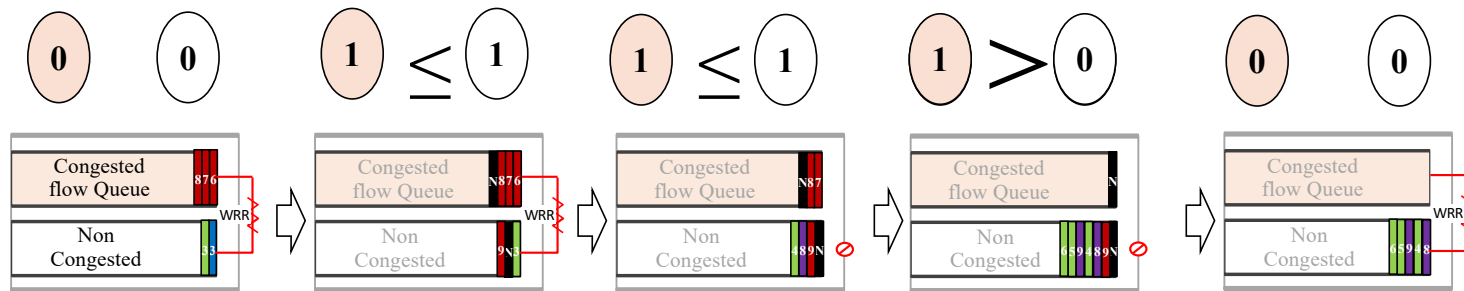 0 0
1 ≤ 1
1 ≤ 1
1 > 0
0 0
Congested
flow Queue
876
WRR
Non
Congested
33
Congested
flow Queue
N876
WRR
Non
Congested
9N3
Congested
flow Queue
N87
Non
Congested
489N
Congested
flow Queue
N
Non
Congested
659489N
Congested
flow Queue
WRR
Non
Congested
65948